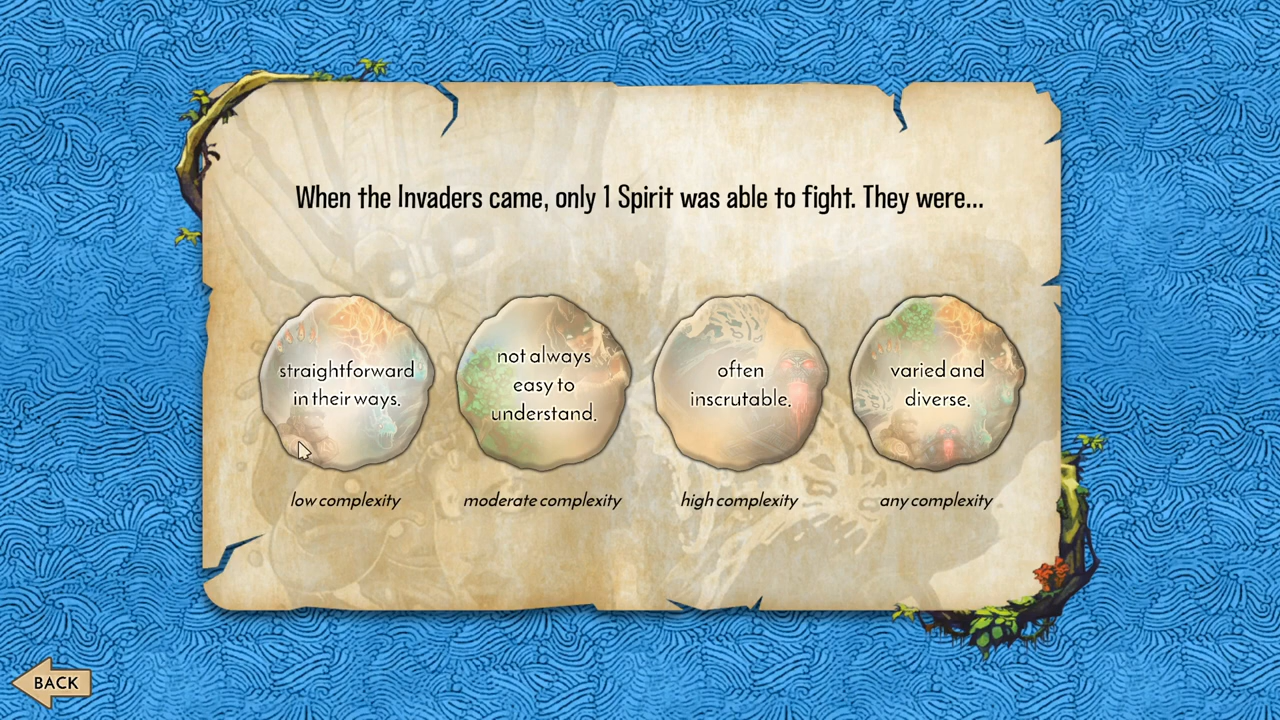 When the Invaders came, only 1 Spirit was able to fight. They were...
straightforward
in their ways.
not always
easy to
understand.
often
inscrutable.
varied and
diverse.
low complexity
moderate complexity
high complexity
any complexity
BACK